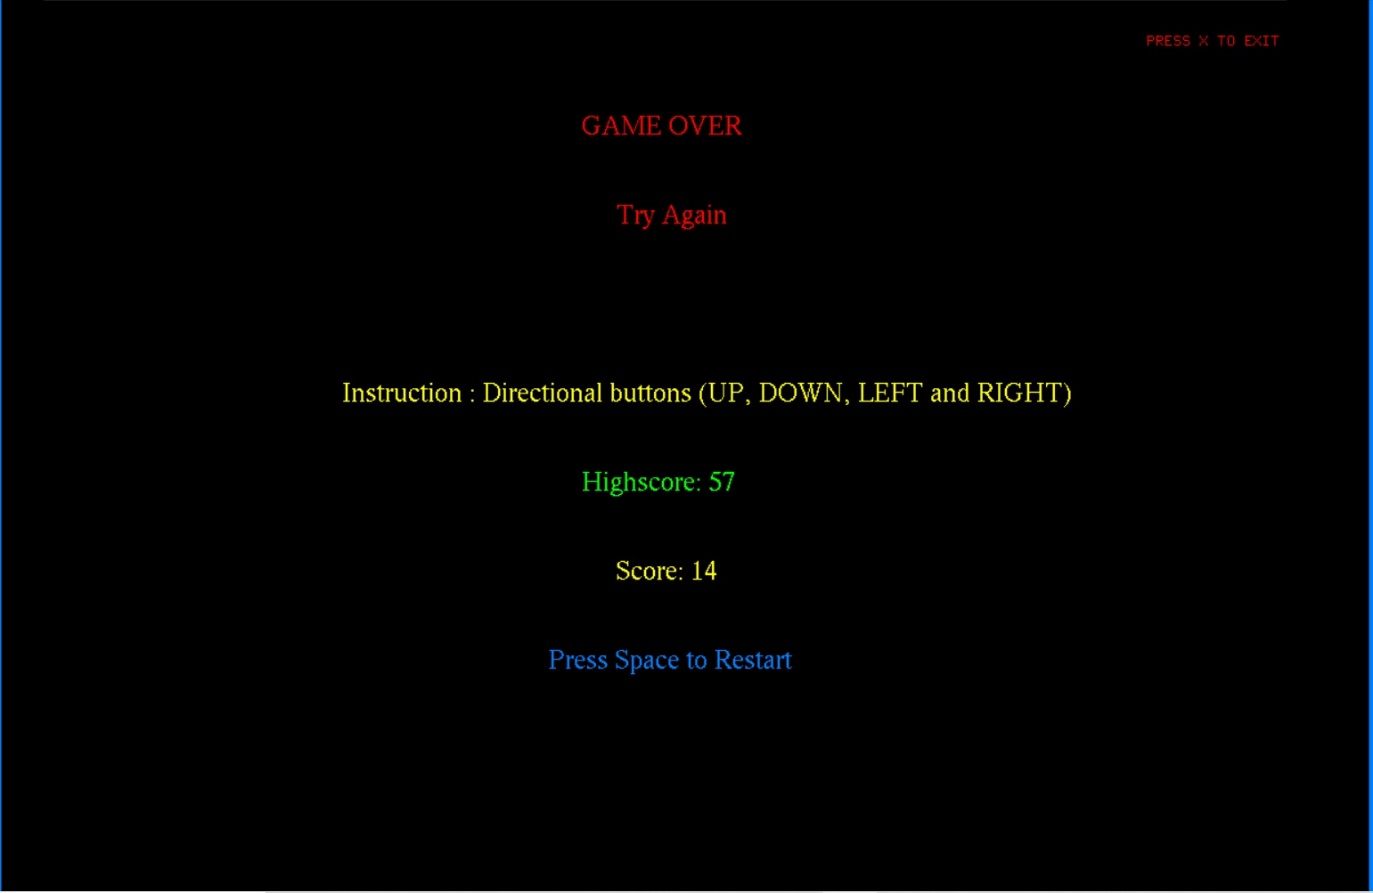 PRESS X TO EXIT
GAME OVER
Try Again
Instruction : Directional buttons (UP, DOWN, LEFT and RIGHT)
Highscore: 57
Score: 14
Press Space to Restart